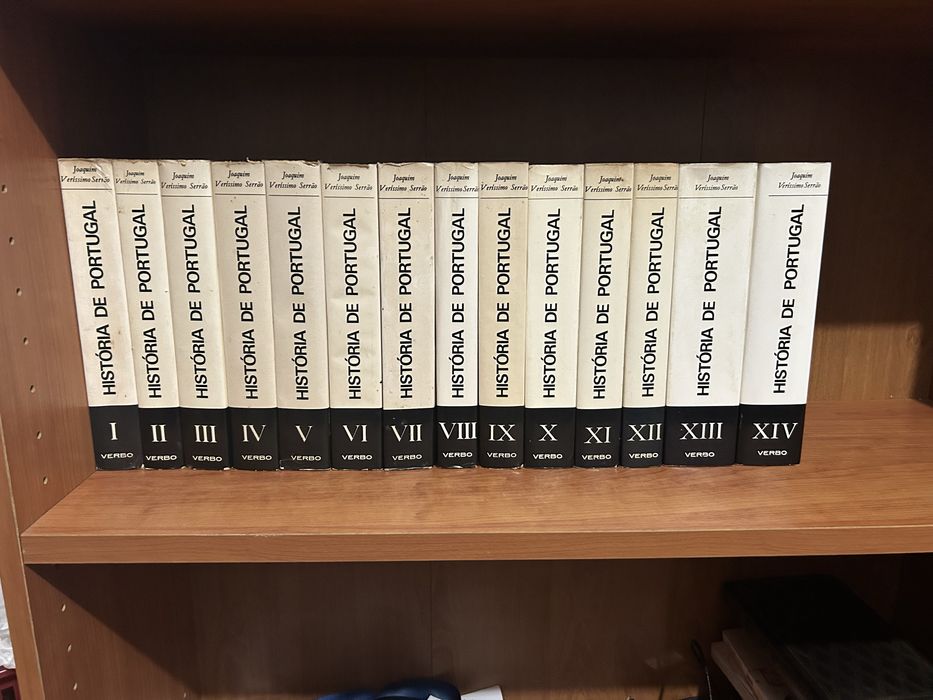 Joaquim
Veríssimo Serrão
HISTÓRIA DE PORTUGAL
I
VERBO
Joaquim
Veríssimo Serrão
HISTÓRIA DE PORTUGAL
II
VERBO
Joaquim
Veríssimo Serrão
HISTÓRIA DE PORTUGAL
III
VERBO
Joaquim
Veríssimo Serrão
HISTÓRIA DE PORTUGAL
IV
VERBO
Joaquim
Veríssimo Serrão
HISTÓRIA DE PORTUGAL
V
VERBO
Joaquim
Veríssimo Serrão
HISTÓRIA DE PORTUGAL
VI
VERBO
Joaquim
Veríssimo Serrão
HISTÓRIA DE PORTUGAL
VII
VERBO
Joaquim
Veríssimo Serrão
HISTÓRIA DE PORTUGAL
VIII
VERBO
Joaquim
Veríssimo Serrão
HISTÓRIA DE PORTUGAL
IX
VERBO
Joaquim
Veríssimo Serrão
HISTÓRIA DE PORTUGAL
X
VERBO
Joaquim
Veríssimo Serrão
HISTÓRIA DE PORTUGAL
XI
VERBO
Joaquim
Veríssimo Serrão
HISTÓRIA DE PORTUGAL
XII
VERBO
Joaquim
Veríssimo Serrão
HISTÓRIA DE PORTUGAL
XIII
VERBO
Joaquim
Veríssimo Serrão
HISTÓRIA DE PORTUGAL
XIV
VERBO